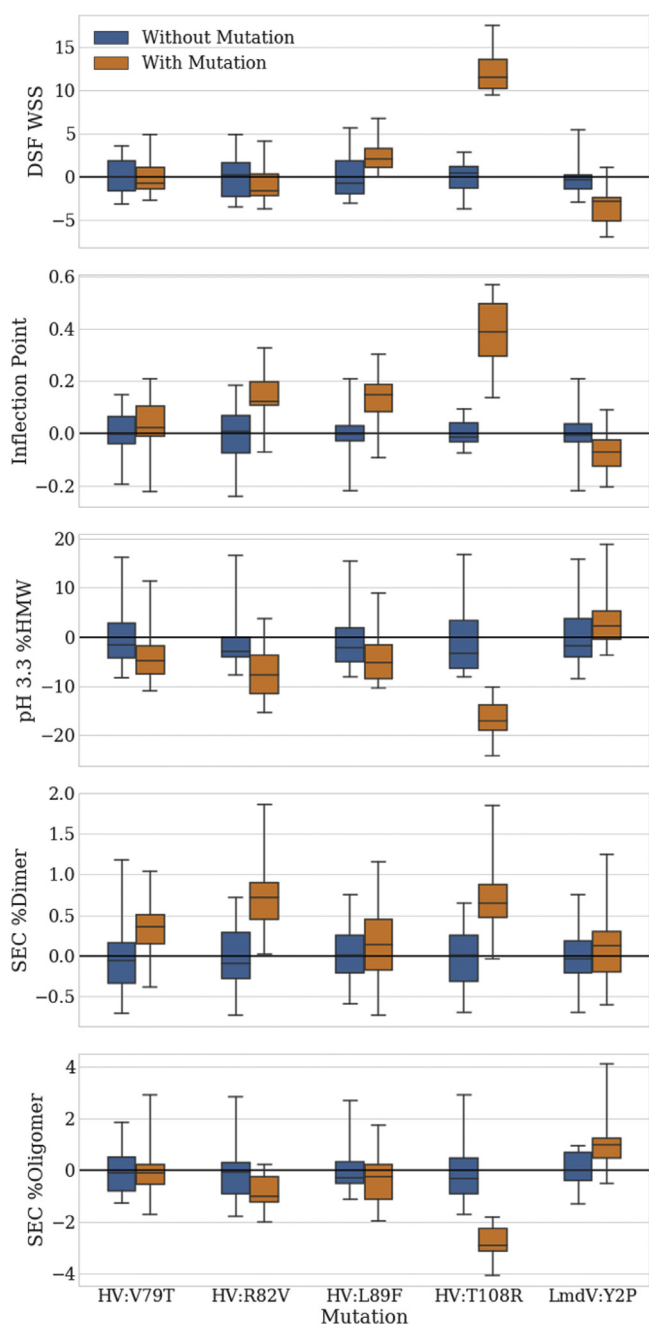 Without Mutation
With Mutation
15
10
5
0
−5
DSF WSS
0.6
0.4
0.2
0.0
−0.2
Inflection Point
20
10
0
−10
−20
pH 3.3 %HMW
2.0
1.5
1.0
0.5
0.0
−0.5
SEC %Dimer
4
2
0
−2
−4
SEC %Oligomer
HV:V79T HV:R82V HV:L89F HV:T108R LmdV:Y2P
Mutation